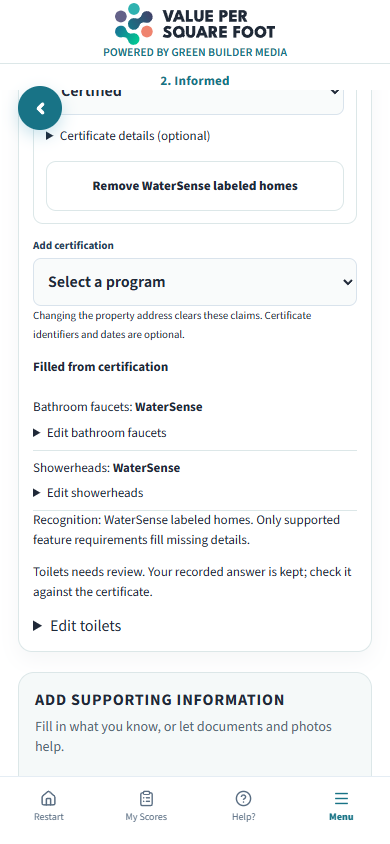 VALUE PER
SQUARE FOOT
POWERED BY GREEN BUILDER MEDIA
2. Informed
Certified
Certificate details (optional)
Remove WaterSense labeled homes
Add certification
Select a program
Changing the property address clears these claims. Certificate
identifiers and dates are optional.
Filled from certification
Bathroom faucets: WaterSense
Edit bathroom faucets
Showerheads: WaterSense
Edit showerheads
Recognition: WaterSense labeled homes. Only supported
feature requirements fill missing details.
Toilets needs review. Your recorded answer is kept; check it
against the certificate.
Edit toilets
ADD SUPPORTING INFORMATION
Fill in what you know, or let documents and photos
help.
Restart
My Scores
Help?
Menu